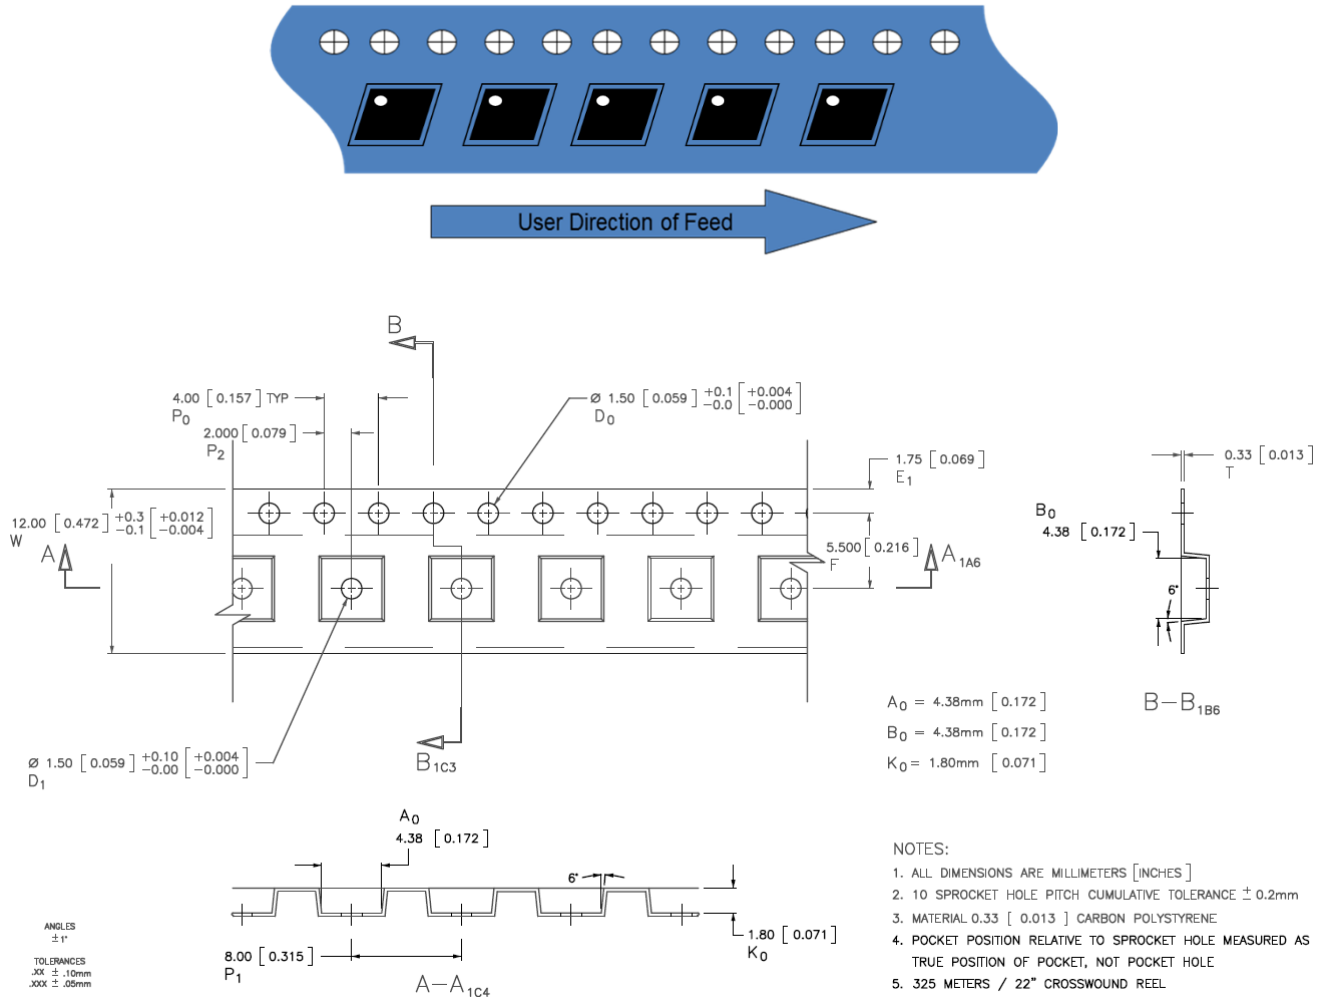 User Direction of Feed
B
4.00 [ 0.157 ] TYP
P0
2.000 [ 0.079 ]
P2
Ø 1.50 [ 0.059 ] +0.1 -0.0 [ +0.004 -0.000 ]
D0
1.75 [ 0.069 ]
E1
0.33 [ 0.013 ]
T
12.00 [ 0.472 ] +0.3 -0.1 [ +0.012 -0.004 ]
W
A
5.500 [ 0.216 ]
F
A1A6
B0
4.38 [ 0.172 ]
6°
B-B1B6
A0 = 4.38mm [ 0.172 ]
B0 = 4.38mm [ 0.172 ]
K0 = 1.80mm [ 0.071 ]
B1C3
Ø 1.50 [ 0.059 ] +0.10 -0.00 [ +0.004 -0.000 ]
D1
A0
4.38 [ 0.172 ]
6°
1.80 [ 0.071 ]
K0
8.00 [ 0.315 ]
P1
A-A1C4
ANGLES
± 1°
TOLERANCES
.XX ± .10mm
.XXX ± .05mm
NOTES:
1. ALL DIMENSIONS ARE MILLIMETERS [ INCHES ]
2. 10 SPROCKET HOLE PITCH CUMULATIVE TOLERANCE ± 0.2mm
3. MATERIAL 0.33 [ 0.013 ] CARBON POLYSTYRENE
4. POCKET POSITION RELATIVE TO SPROCKET HOLE MEASURED AS
TRUE POSITION OF POCKET, NOT POCKET HOLE
5. 325 METERS / 22" CROSSWOUND REEL